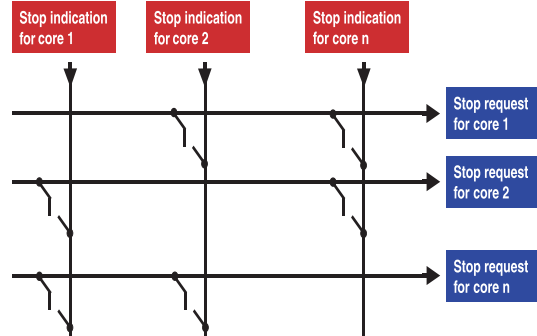 Stop indication
for core 1
Stop indication
for core 2
Stop indication
for core n
Stop request
for core 1
Stop request
for core 2
Stop request
for core n